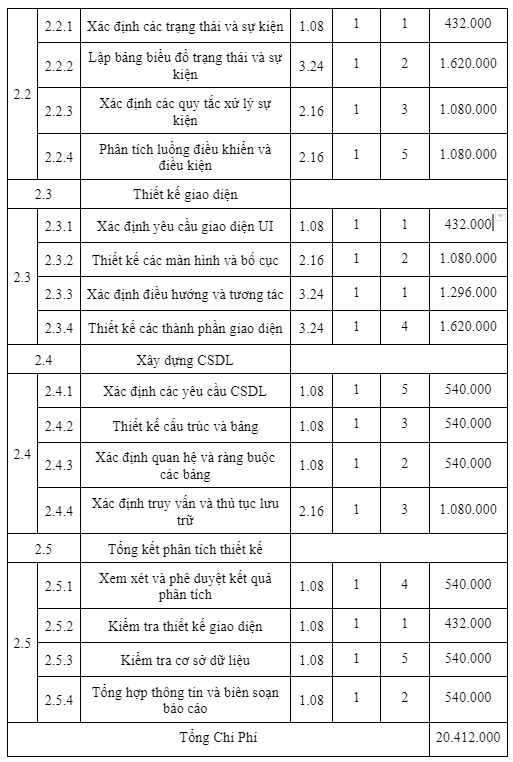 2.2
2.2.1 Xác định các trạng thái và sự kiện 1.08 1 1 432.000
2.2.2 Lập bảng biểu đồ trạng thái và sự
kiện 3.24 1 2 1.620.000
2.2.3 Xác định các quy tắc xử lý sự
kiện 2.16 1 3 1.080.000
2.2.4 Phân tích luồng điều khiển và
điều kiện 2.16 1 5 1.080.000
2.3 Thiết kế giao diện
2.3
2.3.1 Xác định yêu cầu giao diện UI 1.08 1 1 432.000
2.3.2 Thiết kế các màn hình và bố cục 2.16 1 2 1.080.000
2.3.3 Xác định điều hướng và tương tác 3.24 1 1 1.296.000
2.3.4 Thiết kế các thành phần giao diện 3.24 1 4 1.620.000
2.4 Xây dựng CSDL
2.4
2.4.1 Xác định các yêu cầu CSDL 1.08 1 5 540.000
2.4.2 Thiết kế cấu trúc và bảng 1.08 1 3 540.000
2.4.3 Xác định quan hệ và ràng buộc
các bảng 1.08 1 2 540.000
2.4.4 Xác định truy vấn và thủ tục lưu
trữ 2.16 1 3 1.080.000
2.5 Tổng kết phân tích thiết kế
2.5
2.5.1 Xem xét và phê duyệt kết quả
phân tích 1.08 1 4 540.000
2.5.2 Kiểm tra thiết kế giao diện 1.08 1 1 432.000
2.5.3 Kiểm tra cơ sở dữ liệu 1.08 1 5 540.000
2.5.4 Tổng hợp thông tin và biên soạn
báo cáo 1.08 1 2 540.000
Tổng Chi Phí 20.412.000